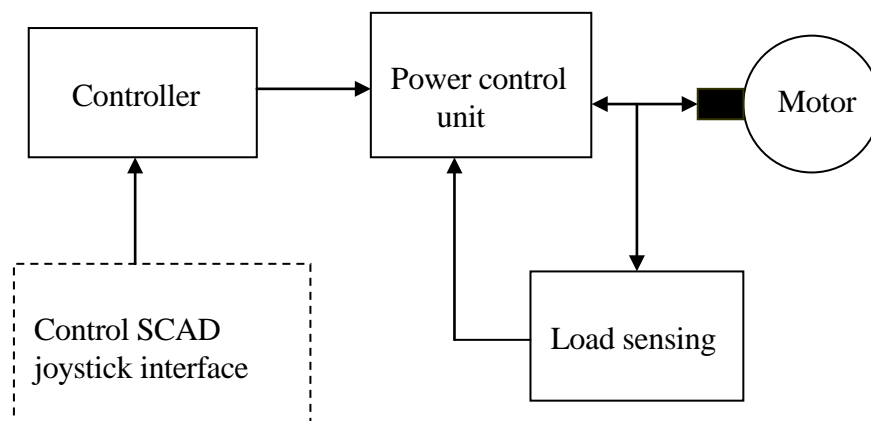 Controller
Power control
unit
Motor
Control SCAD
joystick interface
Load sensing